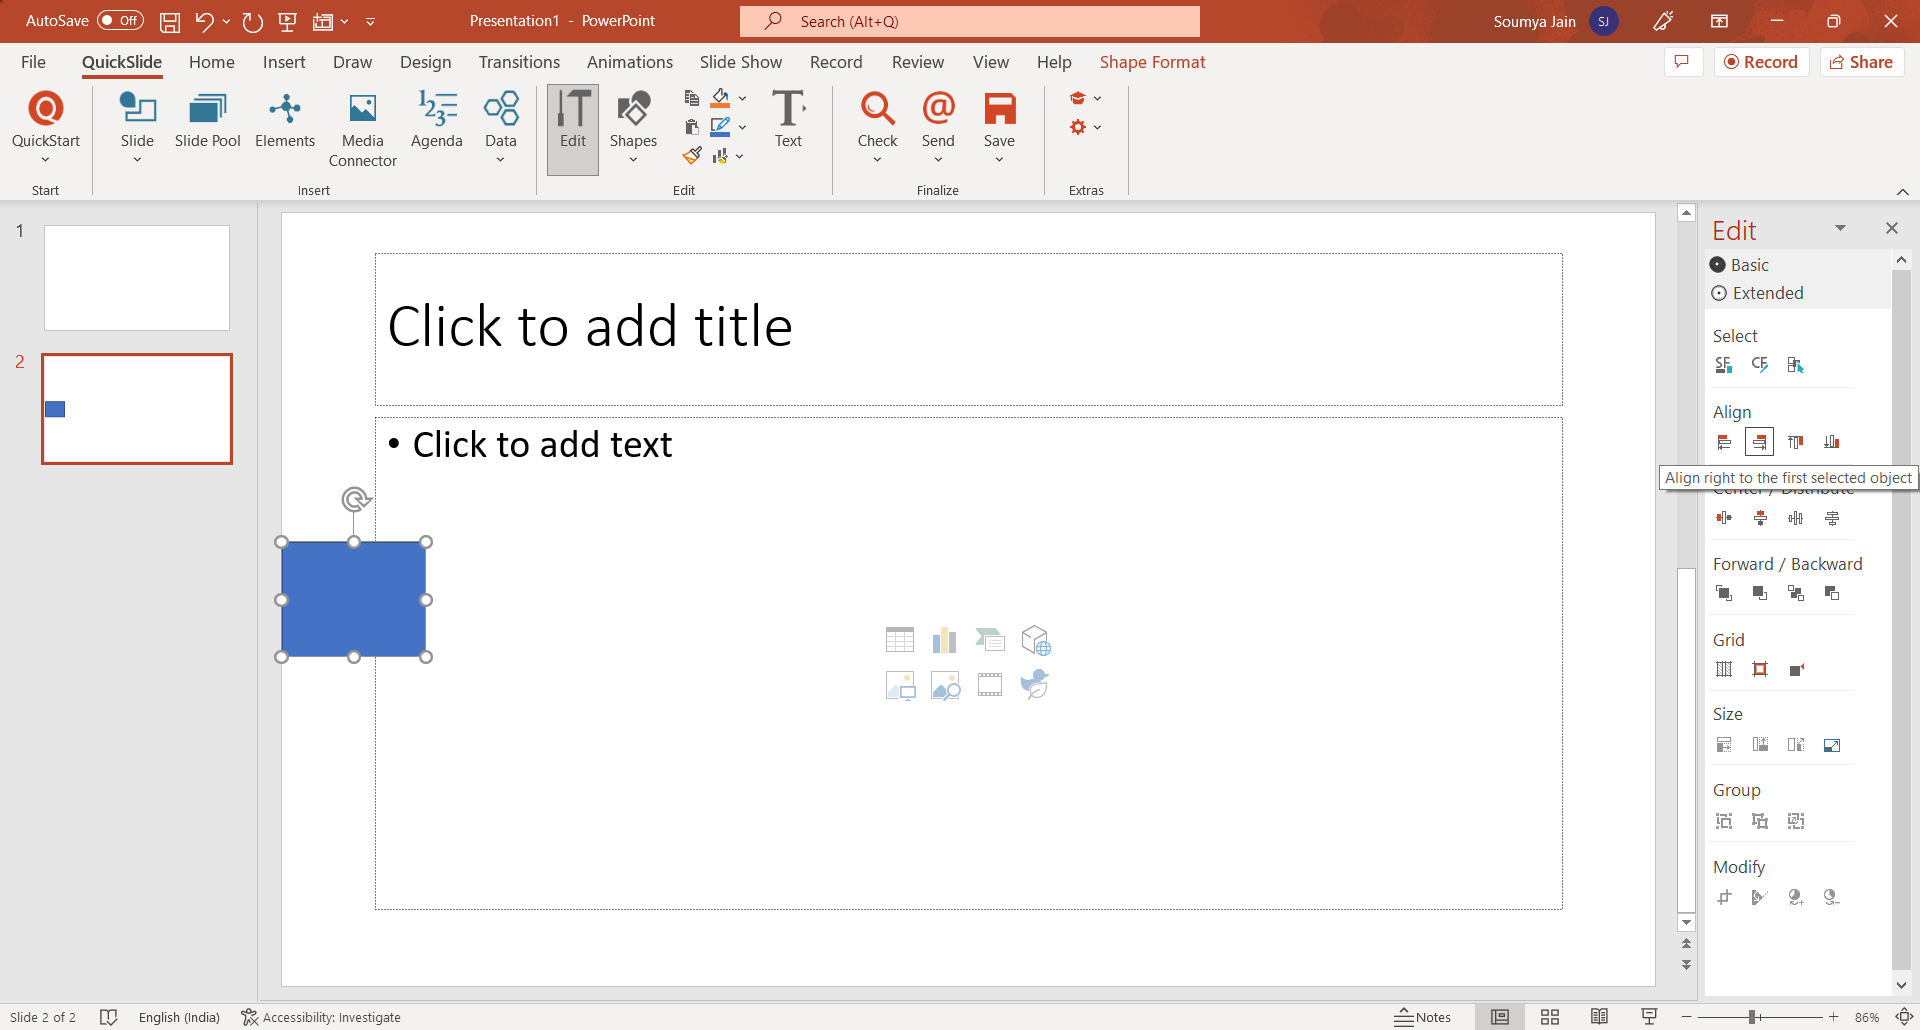 AutoSave Off
Presentation1 - PowerPoint
Search (Alt+Q)
Soumya Jain SJ
File QuickSlide Home Insert Draw Design Transitions Animations Slide Show Record Review View Help Shape Format
Record Share
QuickStart Slide Slide Pool Elements Media Connector Agenda Data Edit Shapes Text Check Send Save
Start Insert Edit Finalize Extras
1
2
Click to add title
• Click to add text
Edit
Basic
Extended
Select
SF CF
Align
Align right to the first selected object
Center / Distribute
Forward / Backward
Grid
Size
Group
Modify
Slide 2 of 2 English (India) Accessibility: Investigate Notes 86%